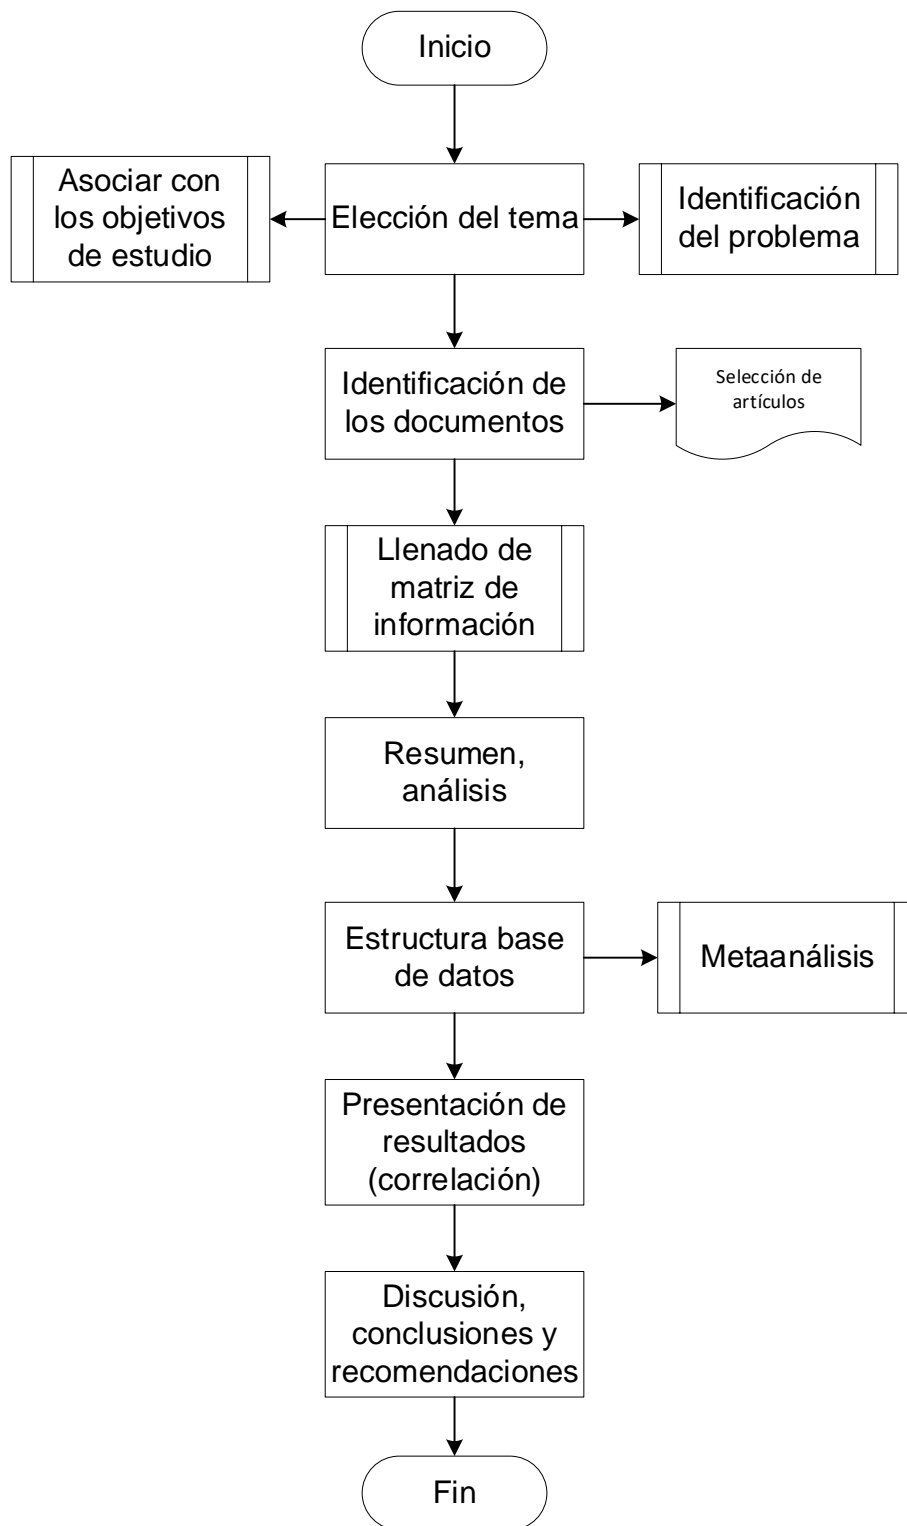 Inicio
Asociar con
los objetivos
de estudio
Elección del tema
Identificación
del problema
Identificación de
los documentos
Selección de
artículos
Llenado de
matriz de
información
Resumen,
análisis
Estructura base
de datos
Metaanálisis
Presentación de
resultados
(correlación)
Discusión,
conclusiones y
recomendaciones
Fin